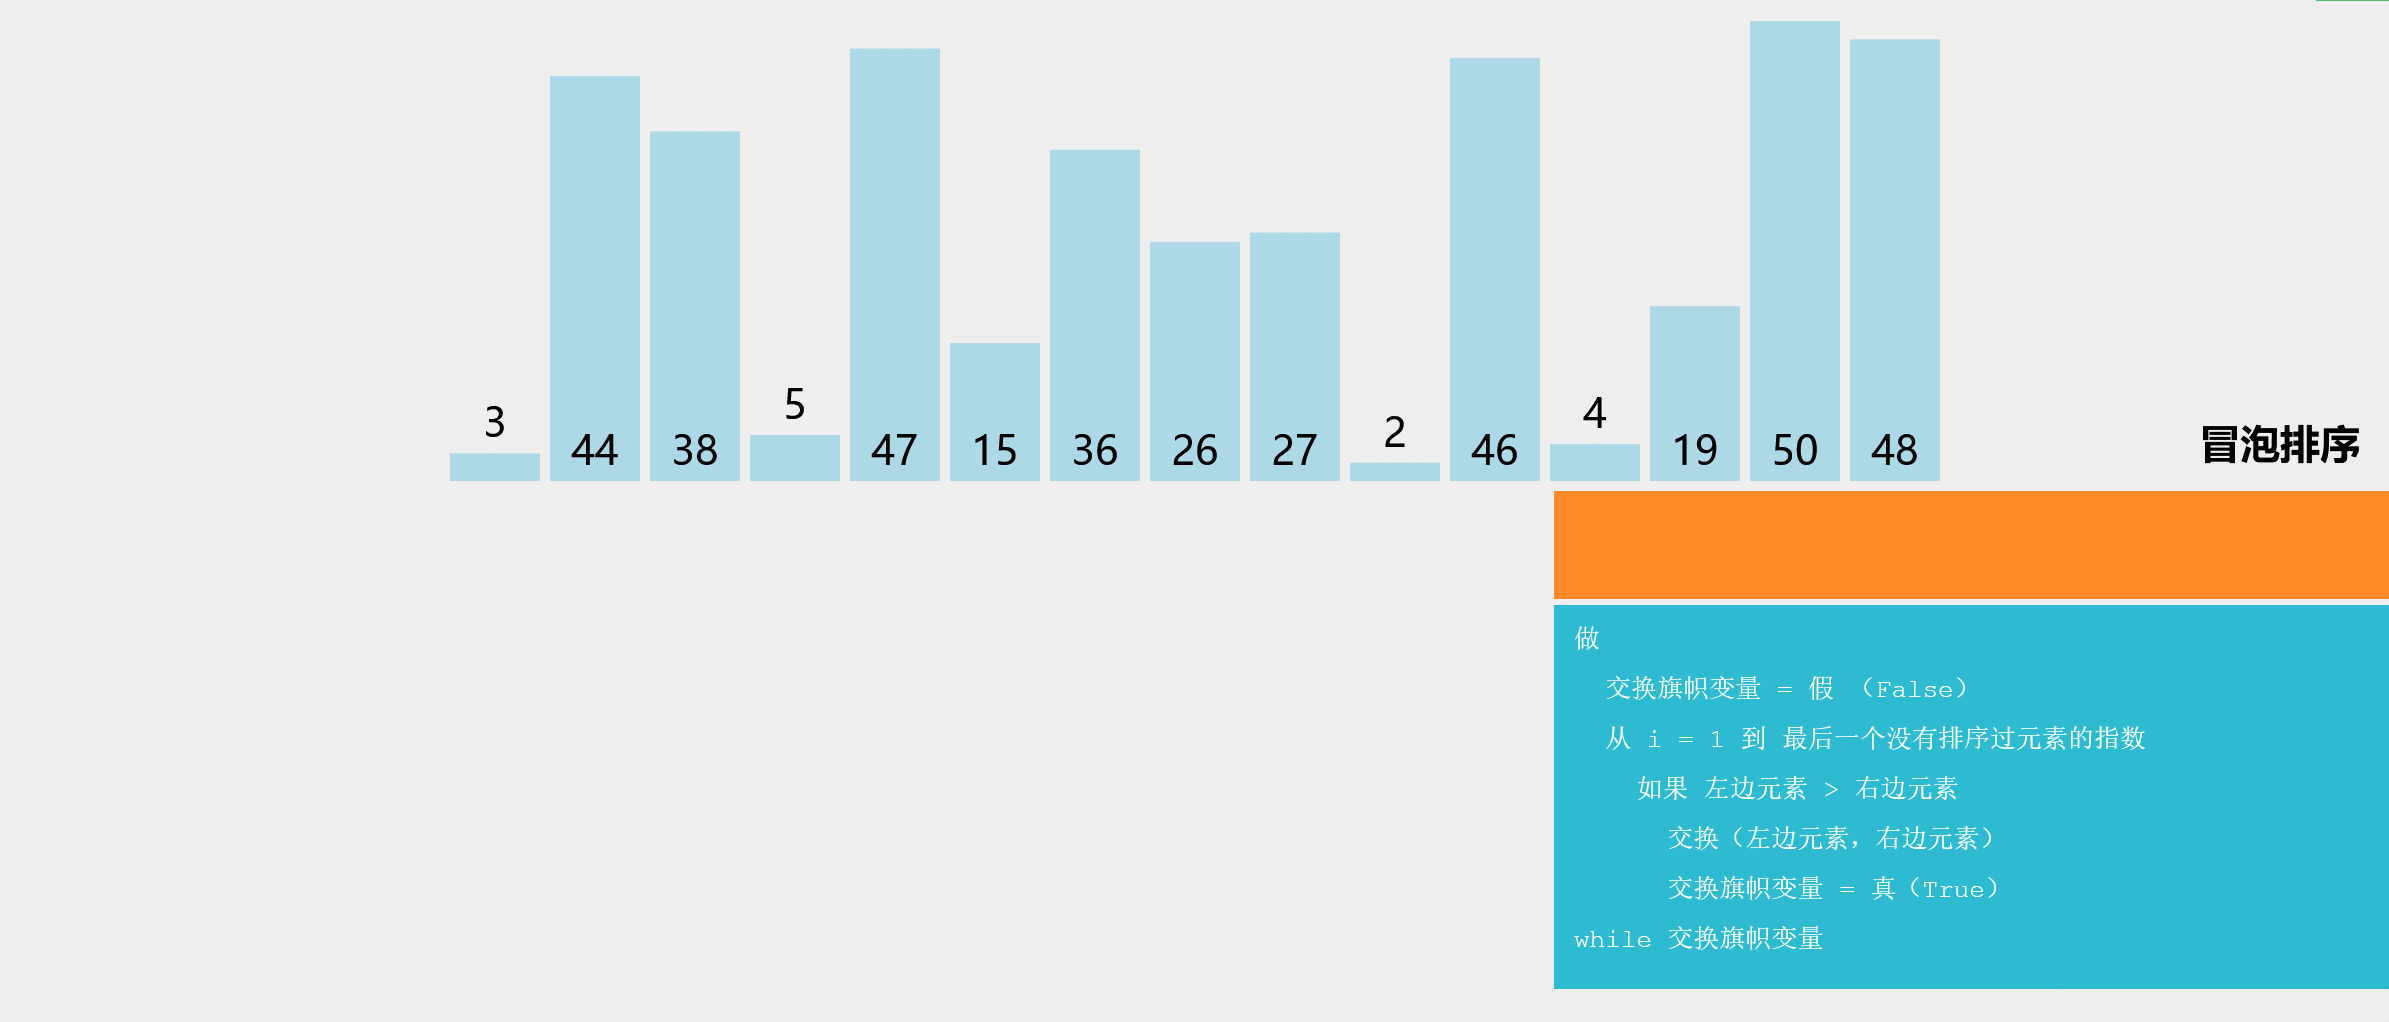 3 44 38 5 47 15 36 26 27 2 46 4 19 50 48
冒泡排序
做
交换旗帜变量 = 假 （False）
从 i = 1 到 最后一个没有排序过元素的指数
如果 左边元素 > 右边元素
交换（左边元素，右边元素）
交换旗帜变量 = 真（True）
while 交换旗帜变量